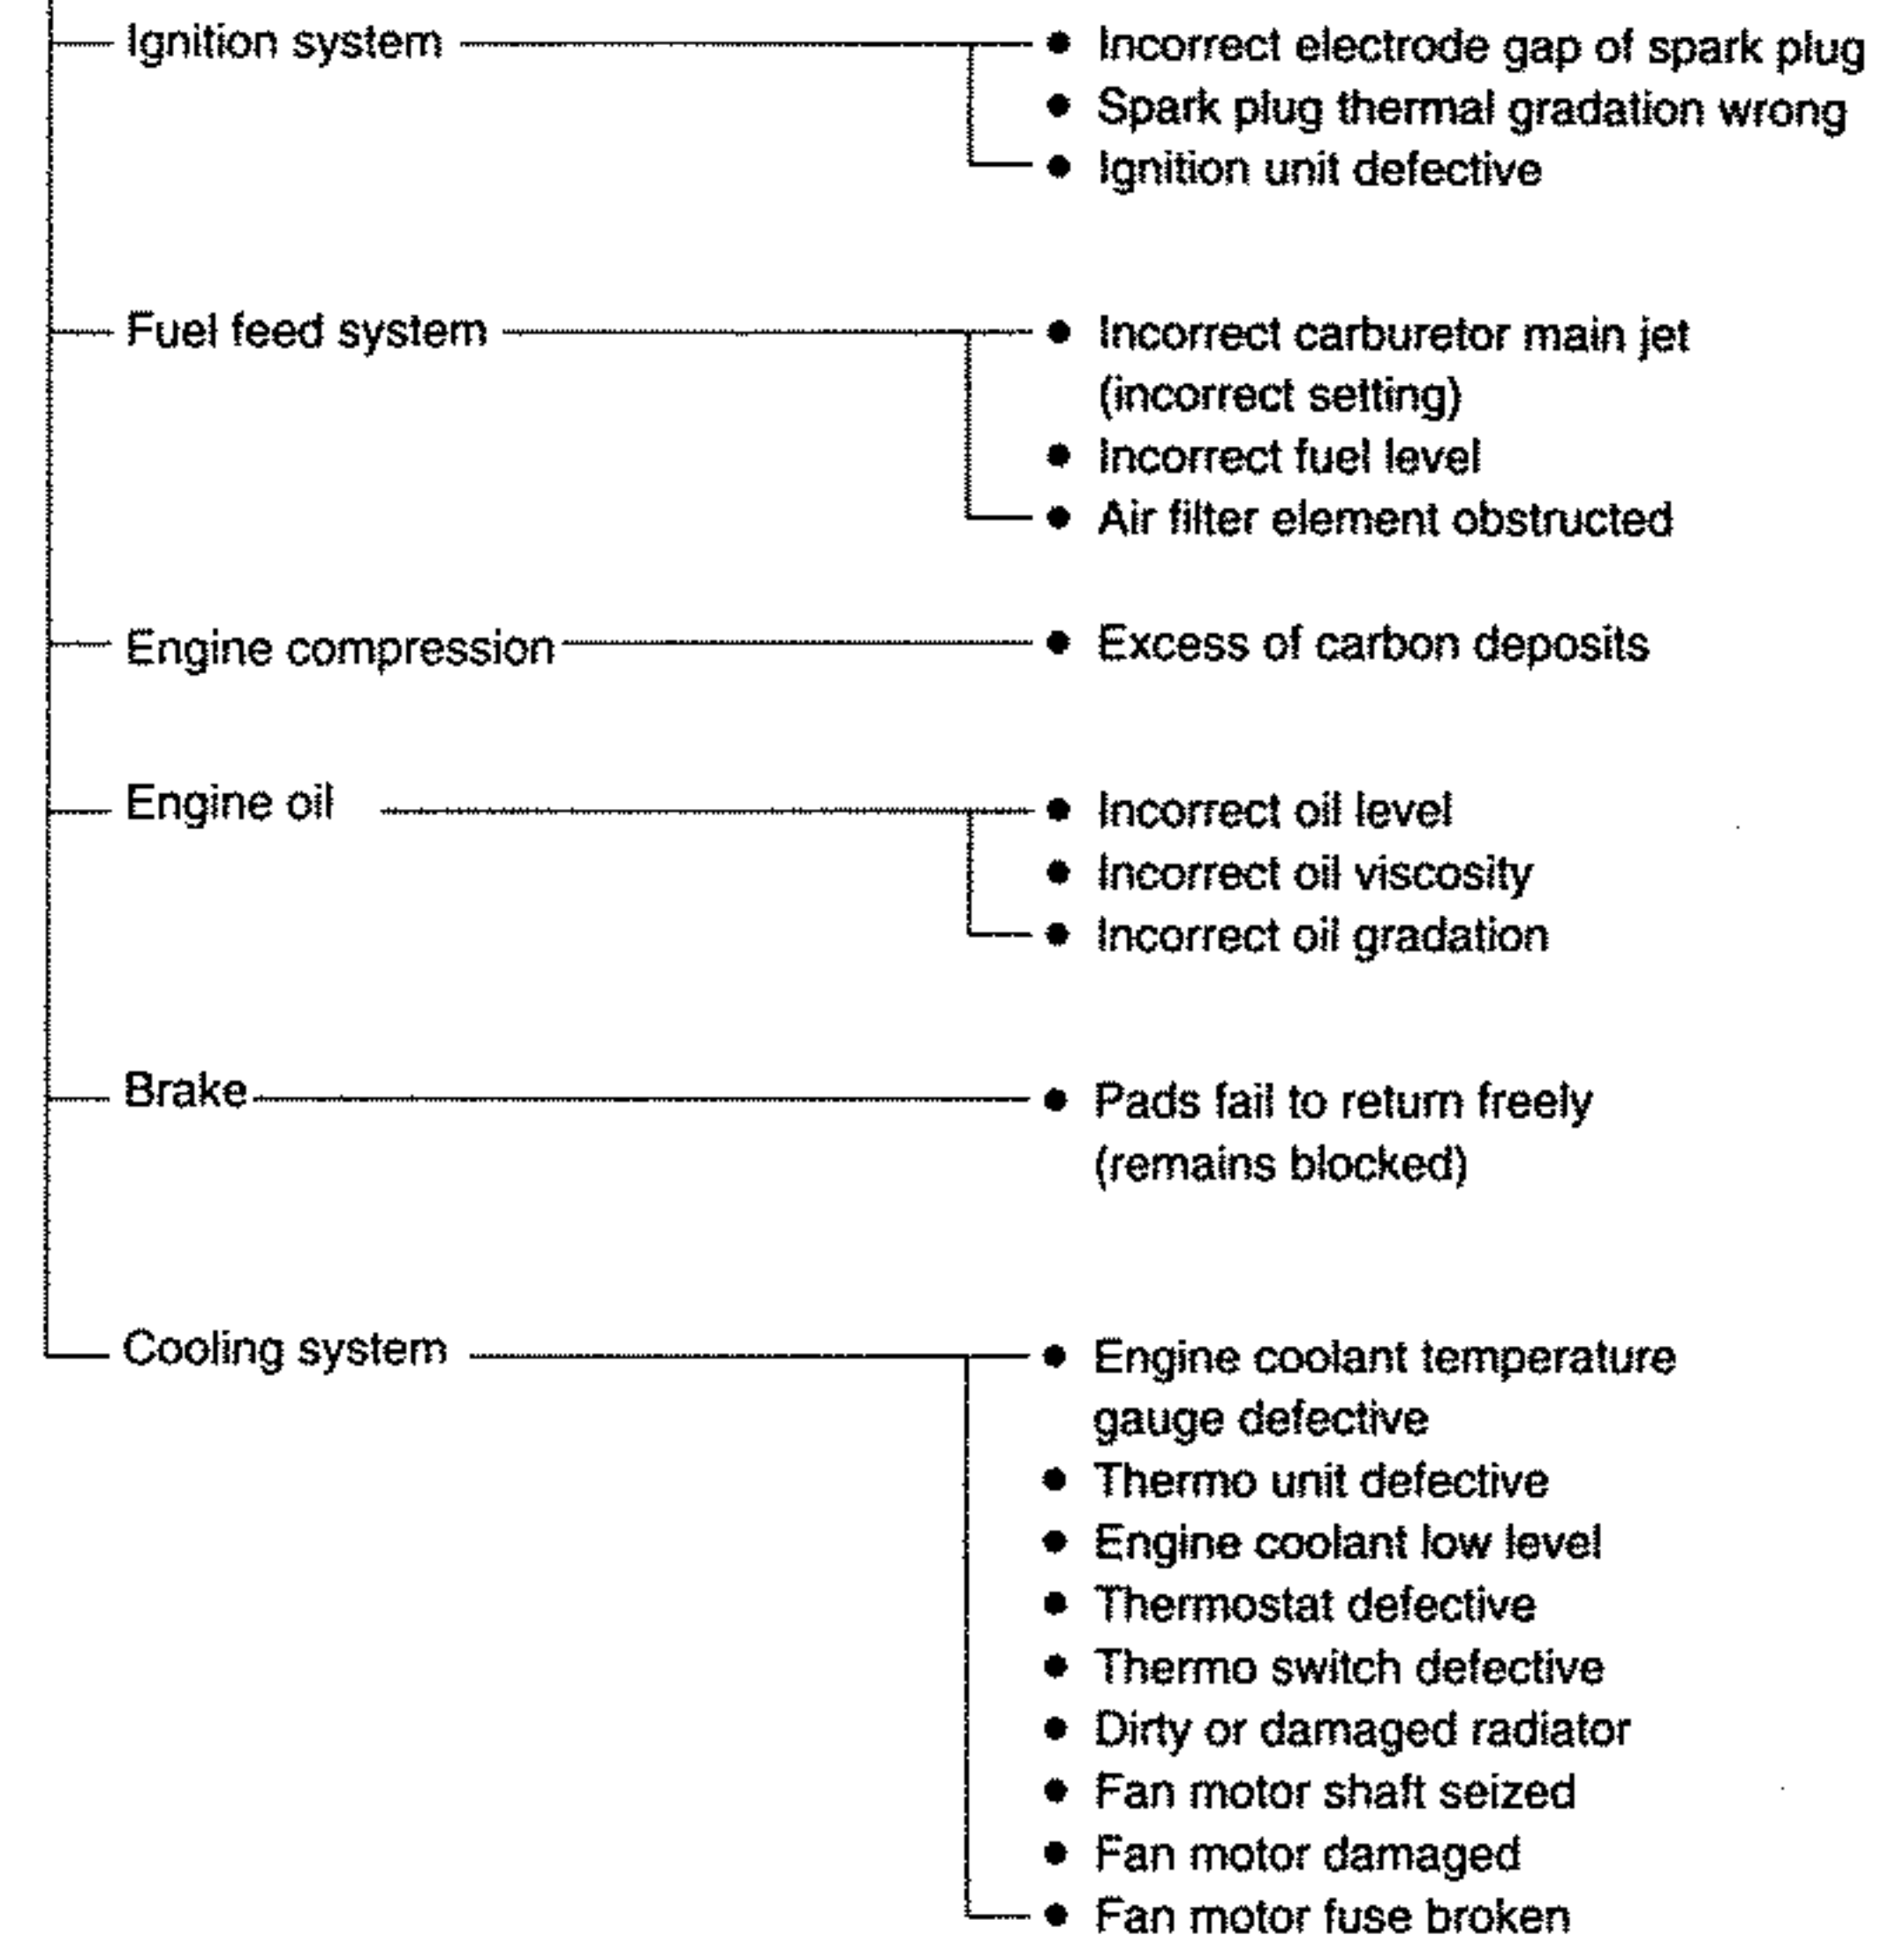 Ignition system
● Incorrect electrode gap of spark plug
● Spark plug thermal gradation wrong
● Ignition unit defective
Fuel feed system
● Incorrect carburetor main jet
(incorrect setting)
● Incorrect fuel level
● Air filter element obstructed
Engine compression
● Excess of carbon deposits
Engine oil
● Incorrect oil level
● Incorrect oil viscosity
● Incorrect oil gradation
Brake
● Pads fail to return freely
(remains blocked)
Cooling system
● Engine coolant temperature
gauge defective
● Thermo unit defective
● Engine coolant low level
● Thermostat defective
● Thermo switch defective
● Dirty or damaged radiator
● Fan motor shaft seized
● Fan motor damaged
● Fan motor fuse broken